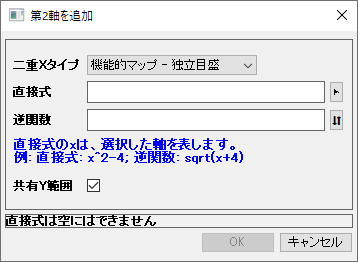 第2軸を追加
二重Xタイプ 機能的マップ - 独立目盛
直接式
逆関数
直接式のxは、選択した軸を表します。
例: 直接式: x^2-4; 逆関数: sqrt(x+4)
共有Y範囲
直接式は空にはできません
OK キャンセル